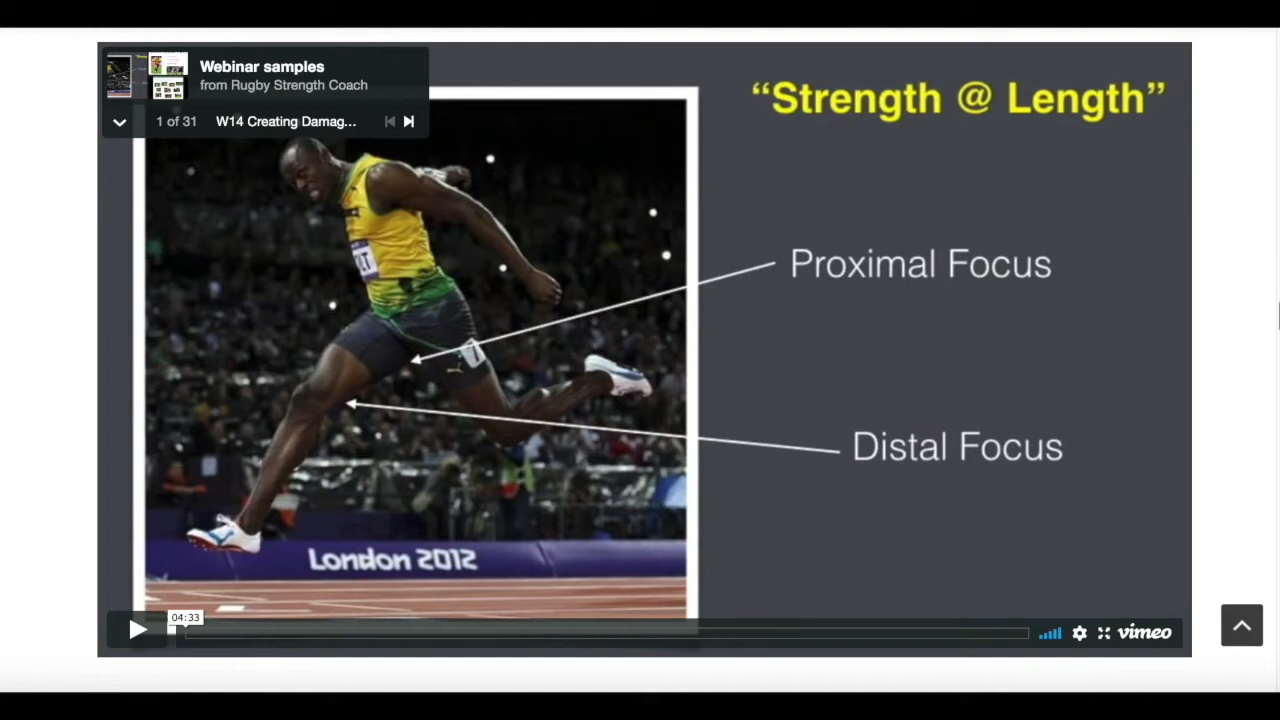 Webinar samples
from Rugby Strength Coach
1 of 31 W14 Creating Damag...
“Strength @ Length”
Proximal Focus
Distal Focus
LT
London 2012
04:33
vimeo